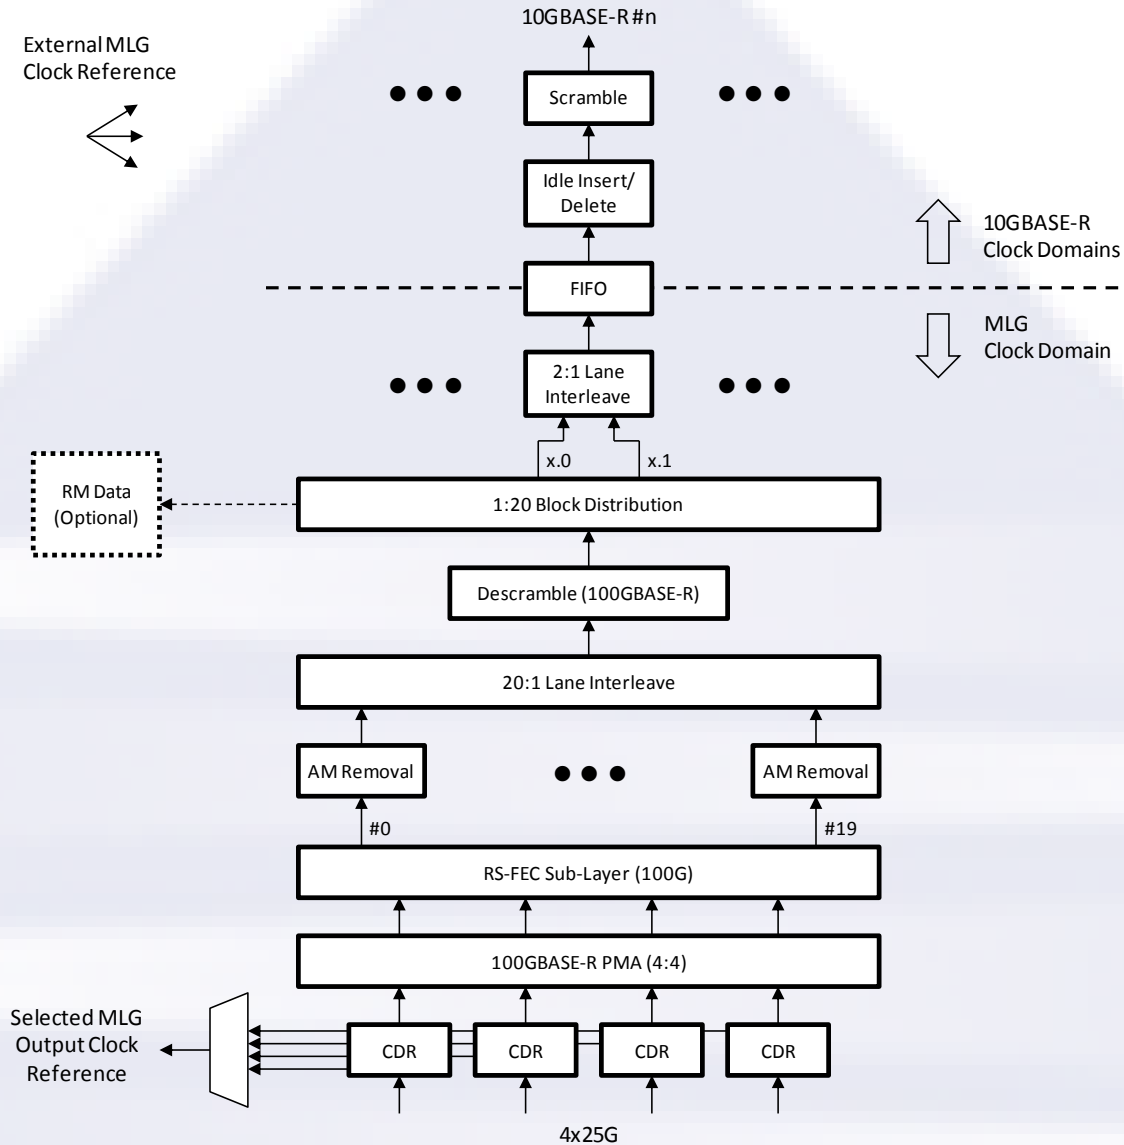 10GBASE-R #n
External MLG
Clock Reference
Scramble
Idle Insert/
Delete
10GBASE-R
Clock Domains
FIFO
MLG
Clock Domain
2:1 Lane
Interleave
x.0
x.1
RM Data
(Optional)
1:20 Block Distribution
Descramble (100GBASE-R)
20:1 Lane Interleave
AM Removal
AM Removal
#0
#19
RS-FEC Sub-Layer (100G)
100GBASE-R PMA (4:4)
Selected MLG
Output Clock
Reference
CDR
CDR
CDR
CDR
4x25G